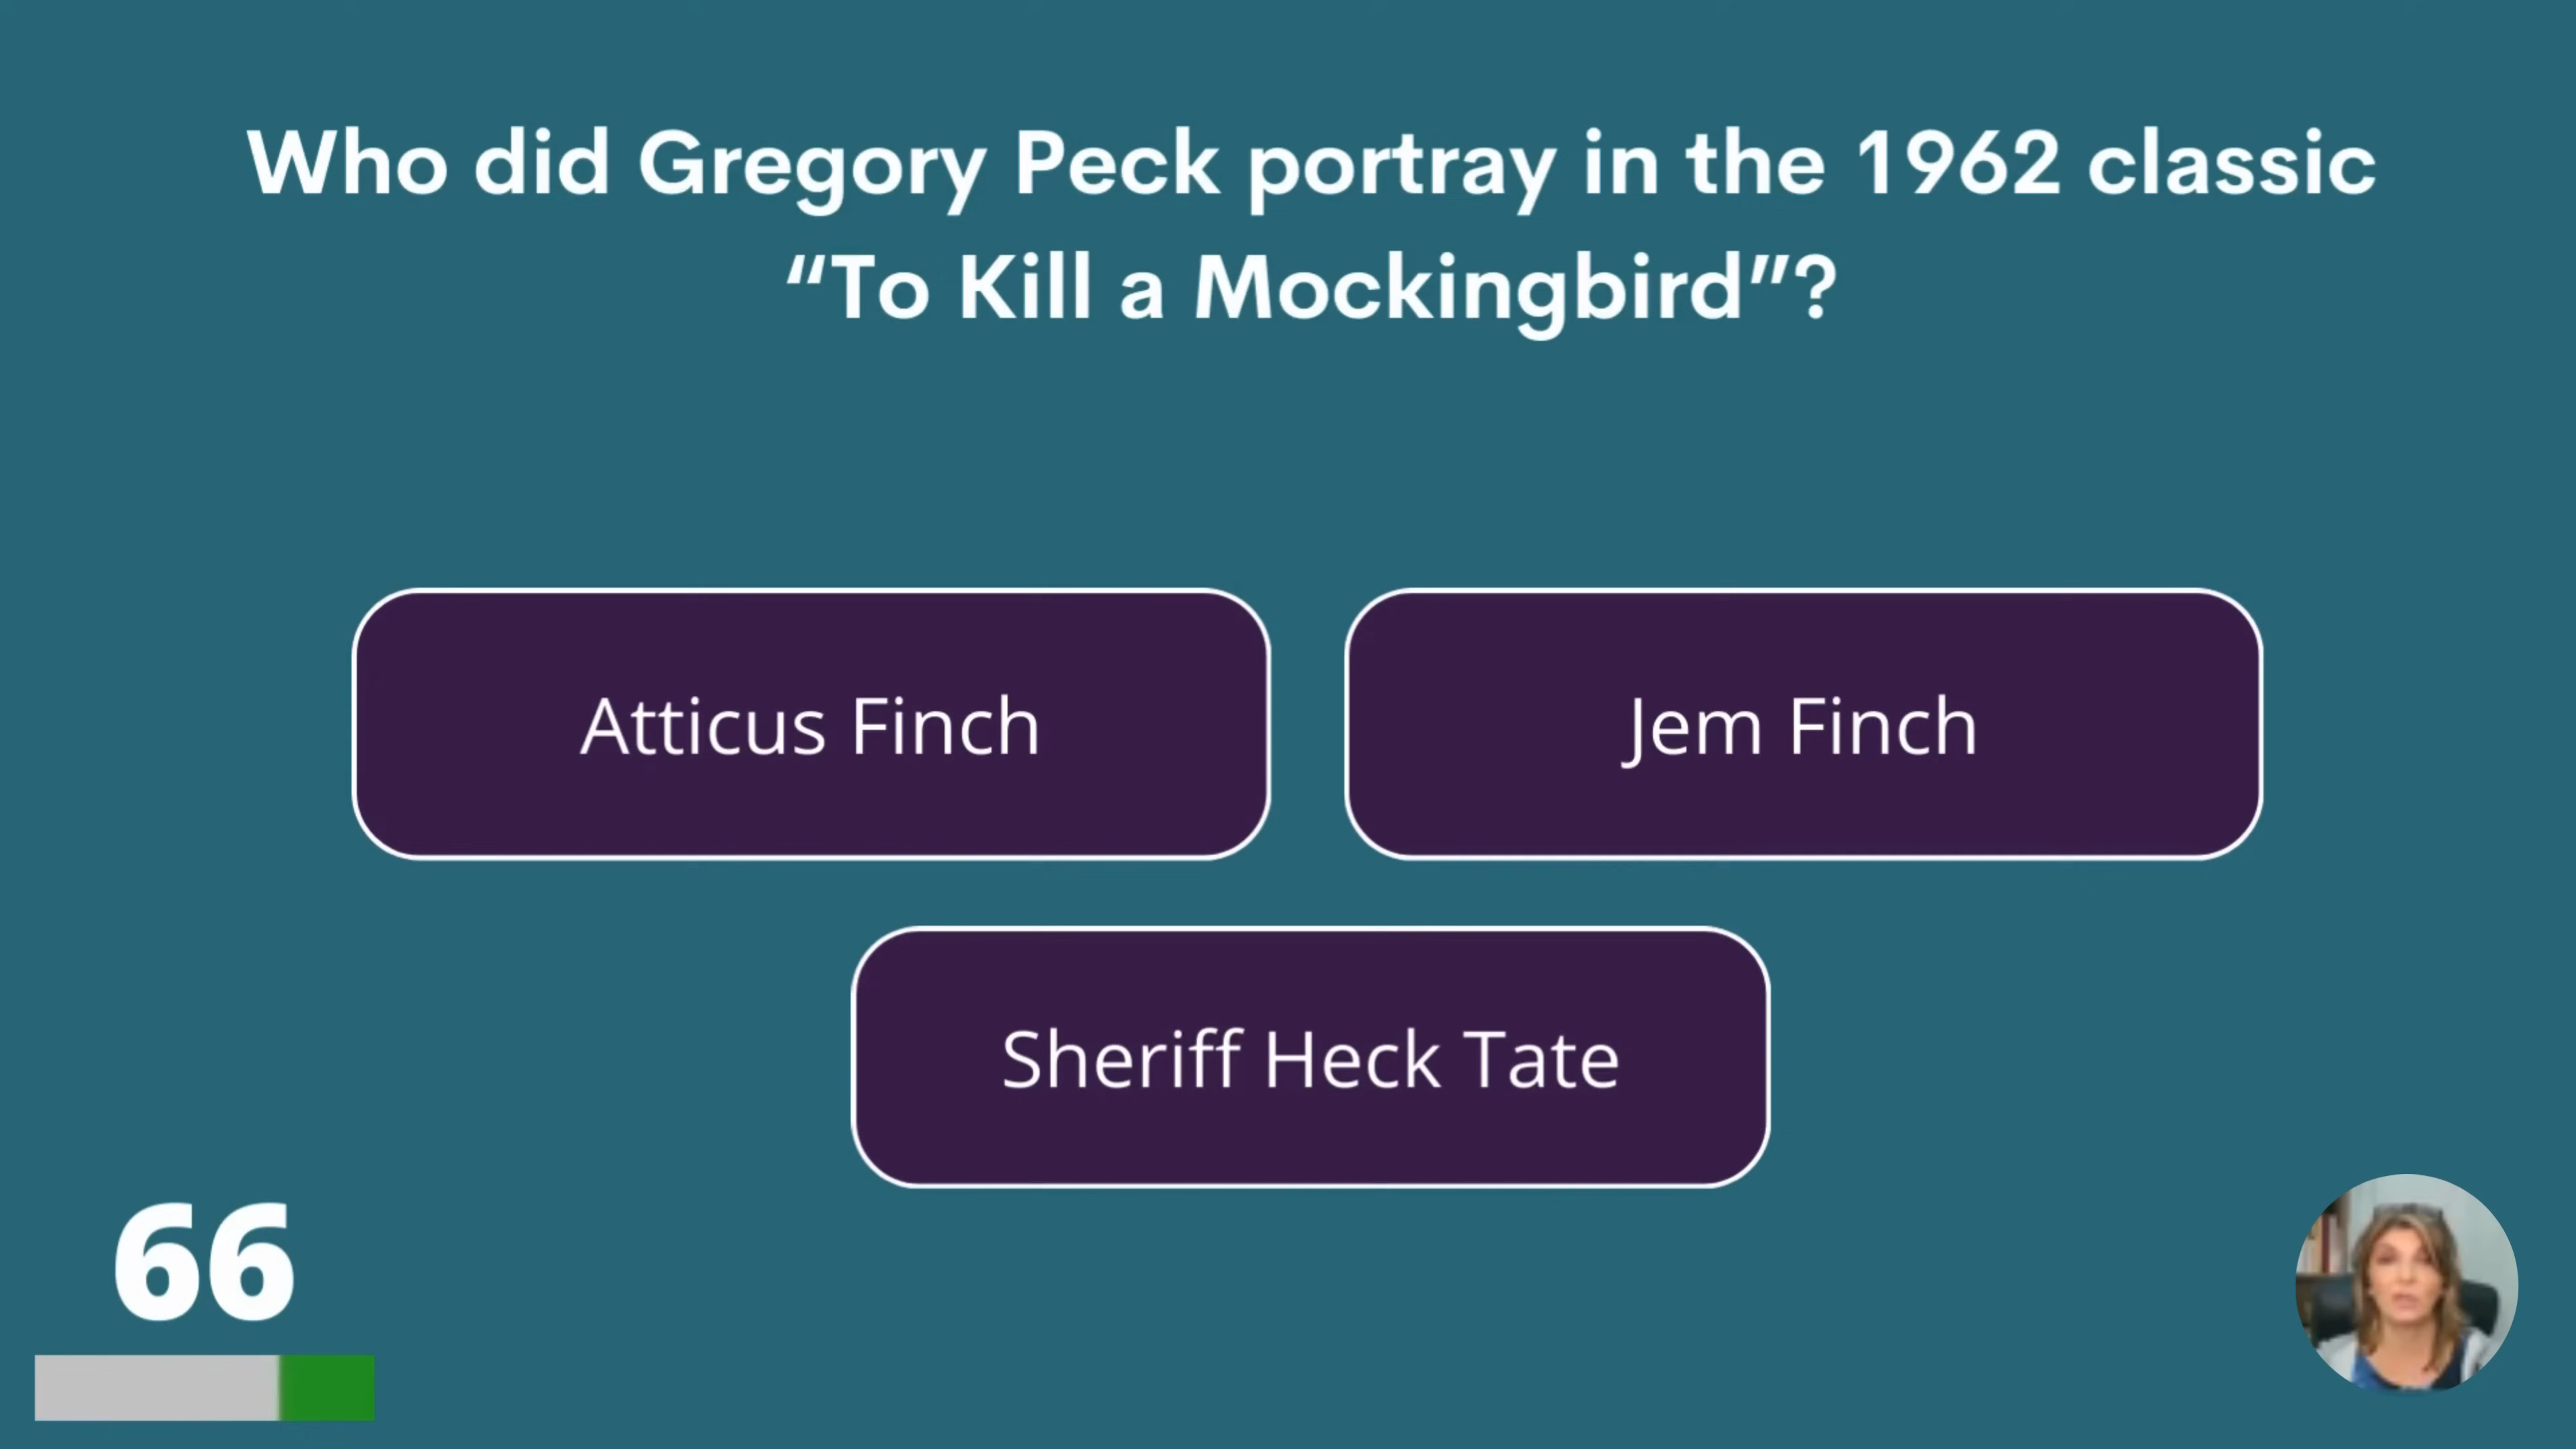 Who did Gregory Peck portray in the 1962 classic
“To Kill a Mockingbird”?
Atticus Finch
Jem Finch
Sheriff Heck Tate
66